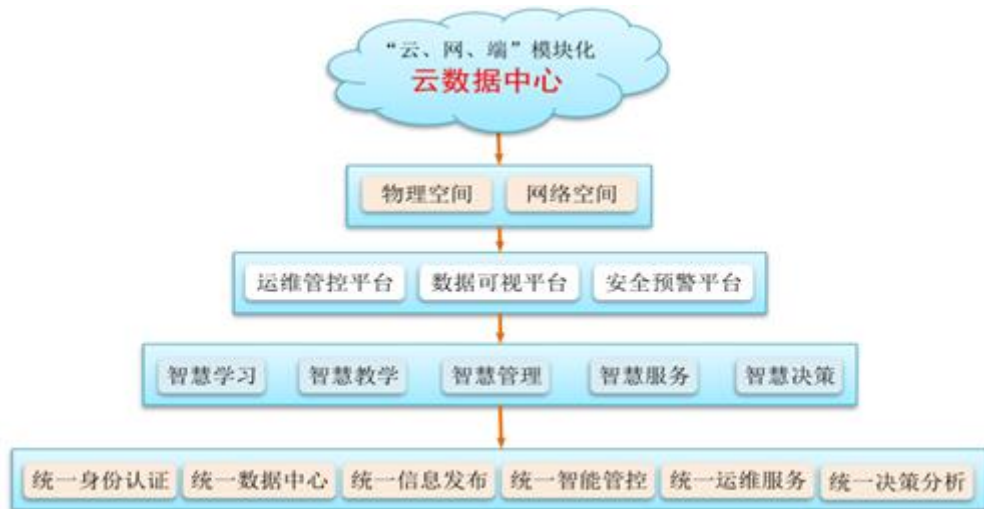 “云、网、端”模块化
云数据中心
物理空间 网络空间
运维管控平台 数据可视平台 安全预警平台
智慧学习 智慧教学 智慧管理 智慧服务 智慧决策
统一身份认证 统一数据中心 统一信息发布 统一智能管控 统一运维服务 统一决策分析